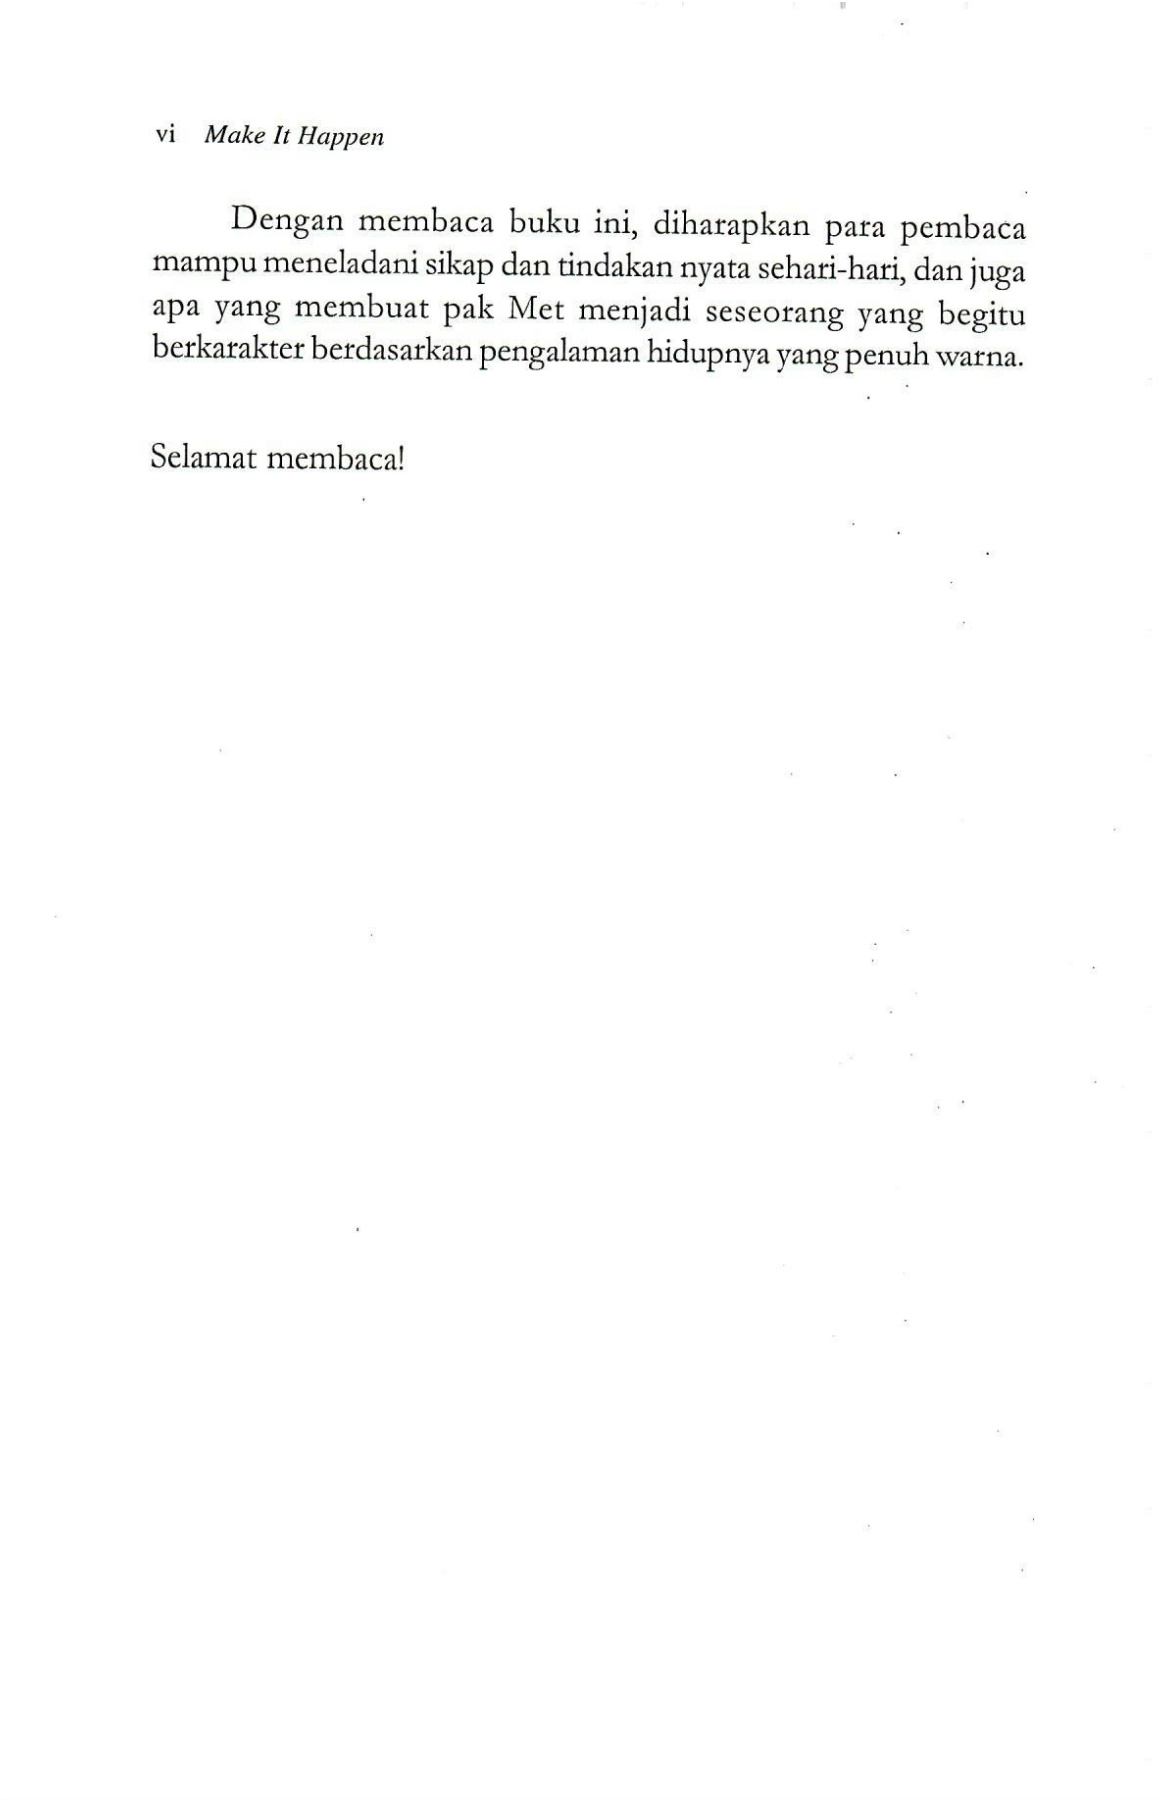 vi Make It Happen
Dengan membaca buku ini, diharapkan para pembaca
mampu meneladani sikap dan tindakan nyata sehari-hari, dan juga
apa yang membuat pak Met menjadi seseorang yang begitu
berkarakter berdasarkan pengalaman hidupnya yang penuh warna.
Selamat membaca!